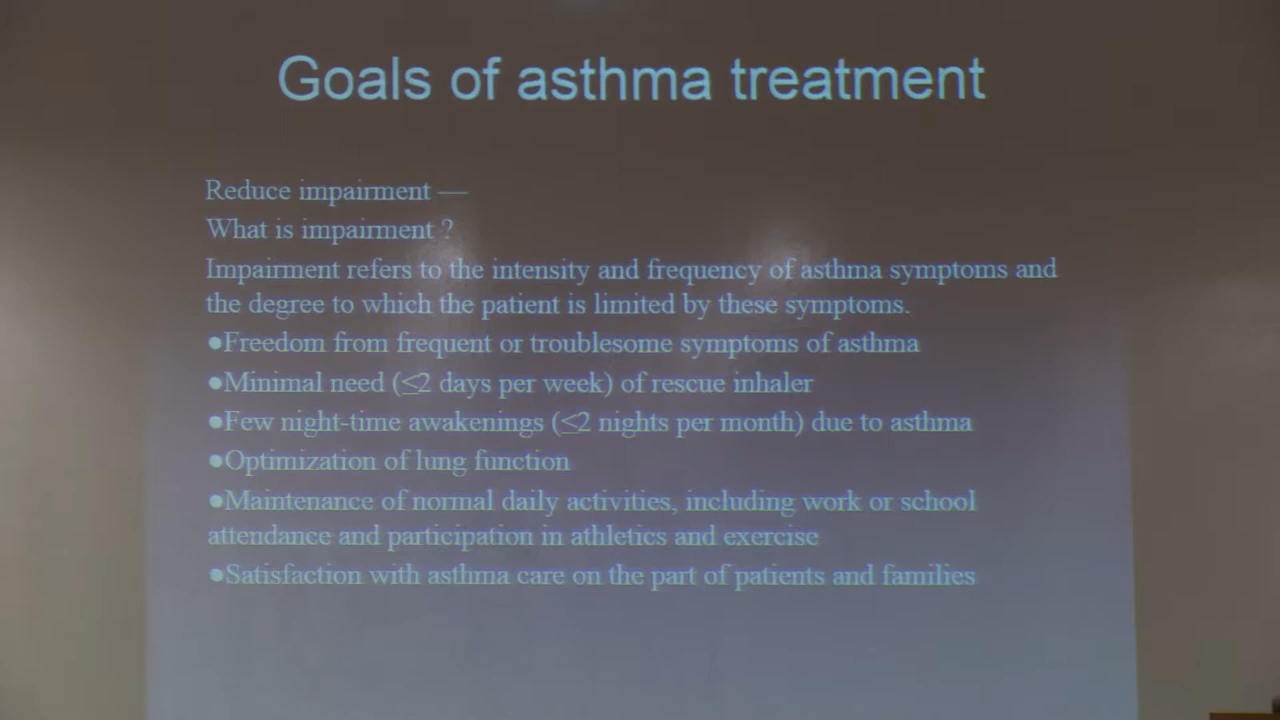 Goals of asthma treatment
Reduce impairment —
What is impairment ?
Impairment refers to the intensity and frequency of asthma symptoms and
the degree to which the patient is limited by these symptoms.
●Freedom from frequent or troublesome symptoms of asthma
●Minimal need (≤2 days per week) of rescue inhaler
●Few night-time awakenings (≤2 nights per month) due to asthma
●Optimization of lung function
●Maintenance of normal daily activities, including work or school
attendance and participation in athletics and exercise
●Satisfaction with asthma care on the part of patients and families